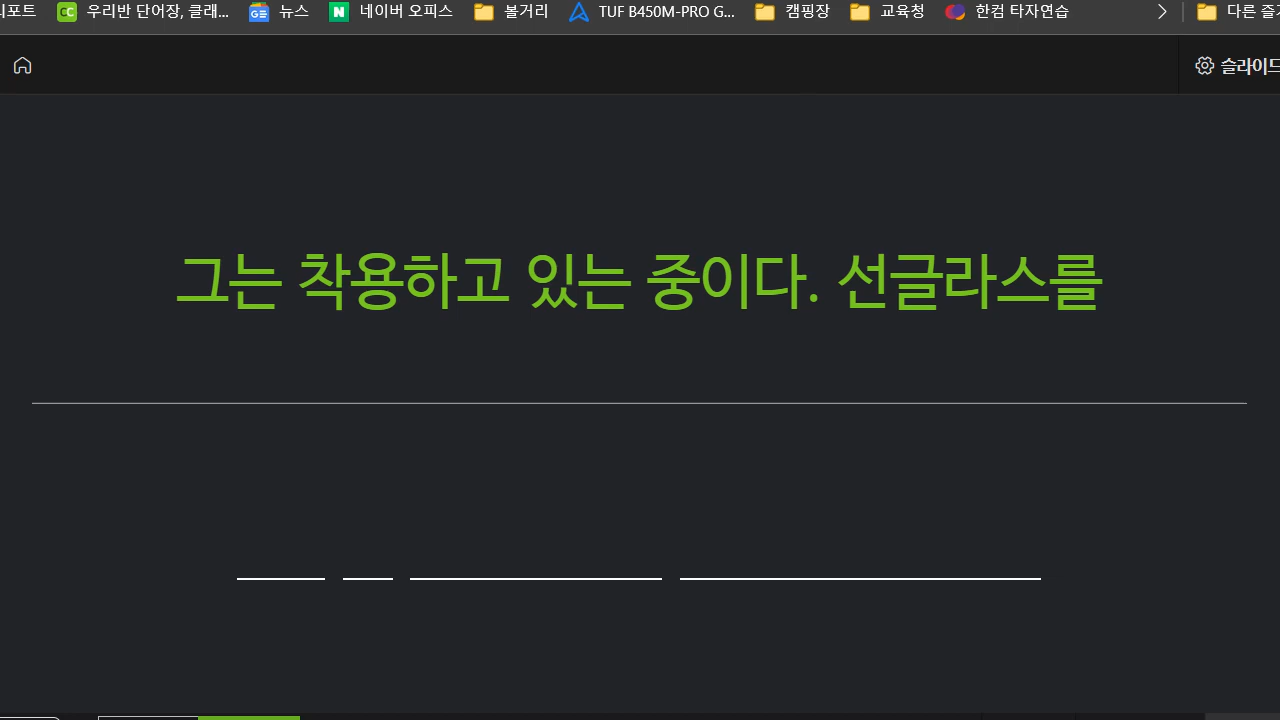 리포트 우리반 단어장, 클래... 뉴스 네이버 오피스 볼거리 TUF B450M-PRO G... 캠핑장 교육청 한컴 타자연습 다른 즐겨
슬라이드
그는 착용하고 있는 중이다. 선글라스를